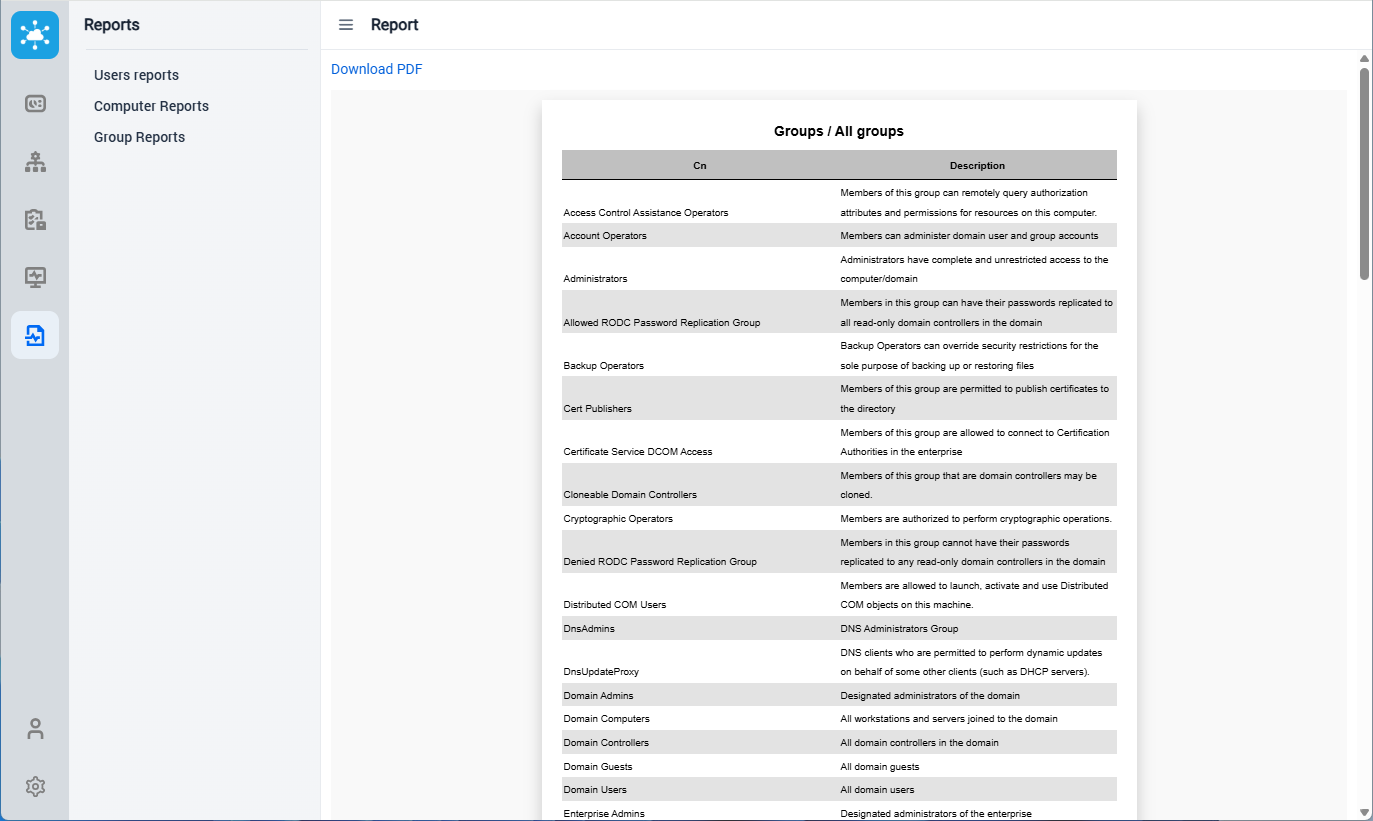 Reports
Report
Users reports
Computer Reports
Group Reports
Download PDF
Groups / All groups
Cn Description
Members of this group can remotely query authorization
Access Control Assistance Operators attributes and permissions for resources on this computer.
Account Operators Members can administer domain user and group accounts
Administrators have complete and unrestricted access to the
Administrators computer/domain
Members in this group can have their passwords replicated to
Allowed RODC Password Replication Group all read-only domain controllers in the domain
Backup Operators can override security restrictions for the
Backup Operators sole purpose of backing up or restoring files
Members of this group are permitted to publish certificates to
Cert Publishers the directory
Members of this group are allowed to connect to Certification
Certificate Service DCOM Access Authorities in the enterprise
Members of this group that are domain controllers may be
Cloneable Domain Controllers cloned.
Cryptographic Operators Members are authorized to perform cryptographic operations.
Members in this group cannot have their passwords
Denied RODC Password Replication Group replicated to any read-only domain controllers in the domain
Members are allowed to launch, activate and use Distributed
Distributed COM Users COM objects on this machine.
DnsAdmins DNS Administrators Group
DNS clients who are permitted to perform dynamic updates
DnsUpdateProxy on behalf of some other clients (such as DHCP servers).
Domain Admins Designated administrators of the domain
Domain Computers All workstations and servers joined to the domain
Domain Controllers All domain controllers in the domain
Domain Guests All domain guests
Domain Users All domain users
Enterprise Admins Designated administrators of the enterprise